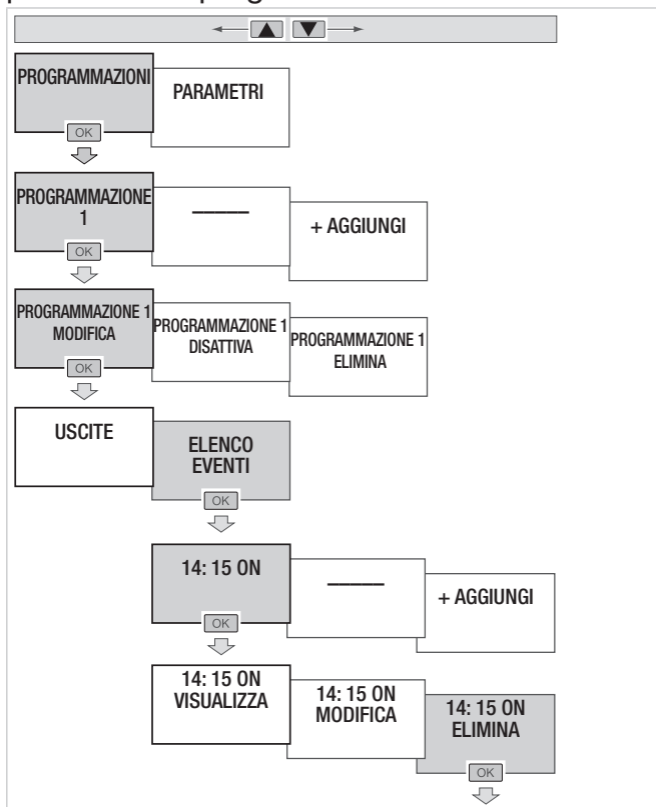 PROGRAMMAZIONI
PARAMETRI
OK
PROGRAMMAZIONE
1
_____
+ AGGIUNGI
OK
PROGRAMMAZIONE 1
MODIFICA
PROGRAMMAZIONE 1
DISATTIVA
PROGRAMMAZIONE 1
ELIMINA
OK
USCITE
ELENCO
EVENTI
OK
14: 15 ON
_____
+ AGGIUNGI
OK
14: 15 ON
VISUALIZZA
14: 15 ON
MODIFICA
14: 15 ON
ELIMINA
OK